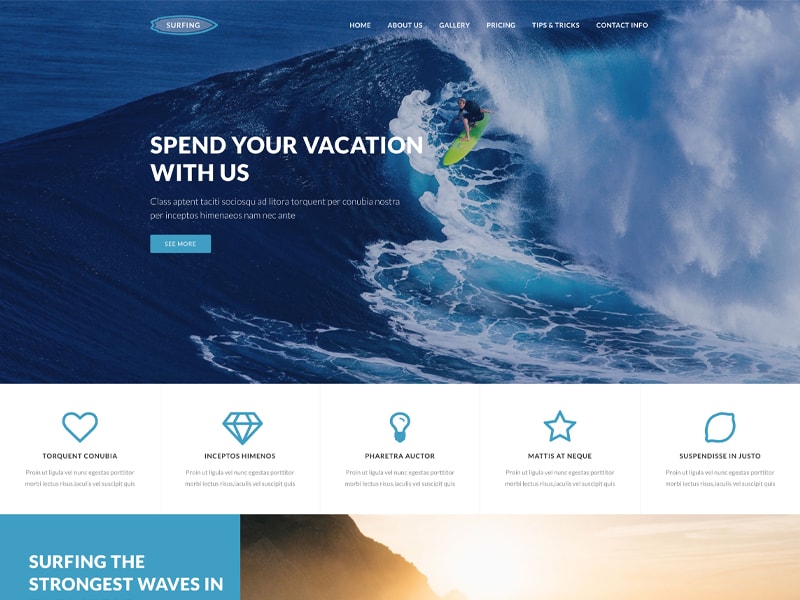 SURFING
HOME ABOUT US GALLERY PRICING TIPS & TRICKS CONTACT INFO
SPEND YOUR VACATION
WITH US
Class aptent taciti sociosqu ad litora torquent per conubia nostra
per inceptos himenaeos nam nec ante
SEE MORE
TORQUENT CONUBIA
Proin ut ligula vel nunc egestas porttitor
morbi lectus risus,iaculis vel suscipit quis
INCEPTOS HIMENOS
Proin ut ligula vel nunc egestas porttitor
morbi lectus risus,iaculis vel suscipit quis
PHARETRA AUCTOR
Proin ut ligula vel nunc egestas porttitor
morbi lectus risus,iaculis vel suscipit quis
MATTIS AT NEQUE
Proin ut ligula vel nunc egestas porttitor
morbi lectus risus,iaculis vel suscipit quis
SUSPENDISSE IN JUSTO
Proin ut ligula vel nunc egestas porttitor
morbi lectus risus,iaculis vel suscipit quis
SURFING THE
STRONGEST WAVES IN